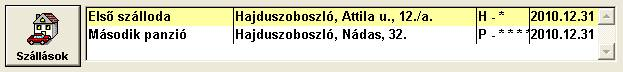 Első szálloda Hajduszoboszló, Attila u., 12./a. H - * 2010.12.31
Második panzió Hajduszoboszló, Nádas, 32. P - * * * * 2010.12.31
Szállások